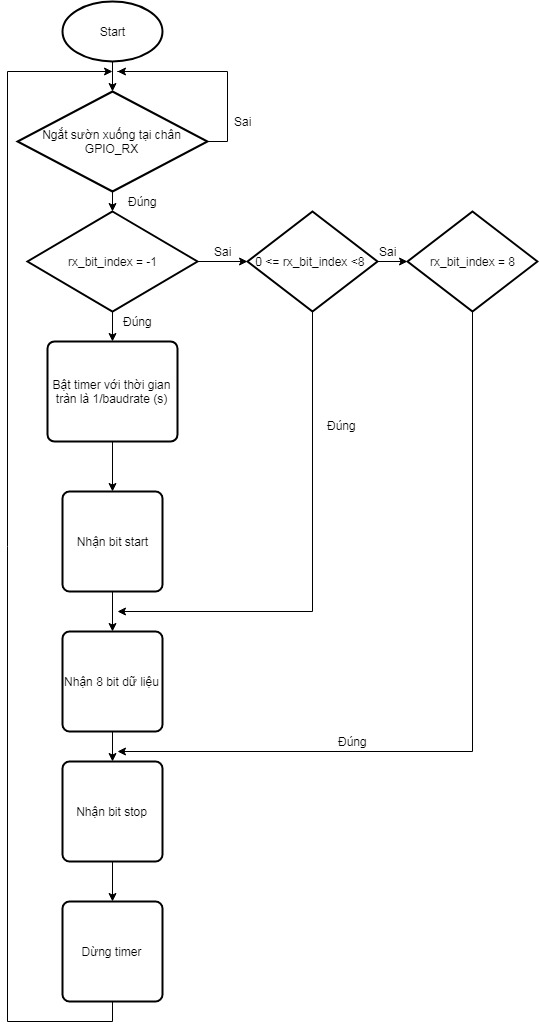 Start
Sai
Ngắt sườn xuống tại chân
GPIO_RX
Đúng
rx_bit_index = -1
Sai
0 <= rx_bit_index <8
Sai
rx_bit_index = 8
Đúng
Bật timer với thời gian
tràn là 1/baudrate (s)
Đúng
Nhận bit start
Nhận 8 bit dữ liệu
Đúng
Nhận bit stop
Dừng timer